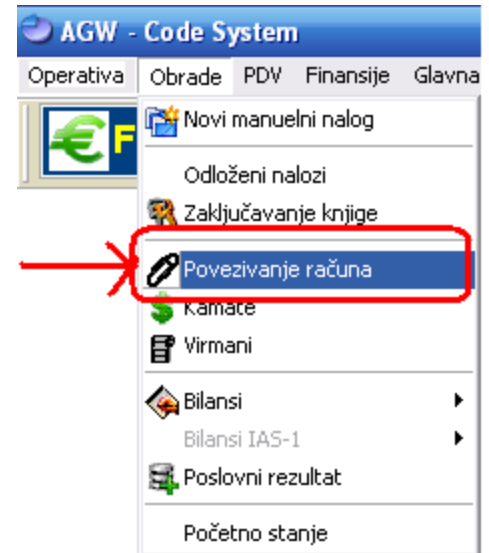 AGW - Code System
Operativa Obrade PDV Finansije Glavna
€ F
Novi manuelni nalog
Odloženi nalozi
Zaključavanje knjige
Povezivanje računa
$ Kamate
Virmani
Bilansi
Bilansi IAS-1
Poslovni rezultat
Početno stanje